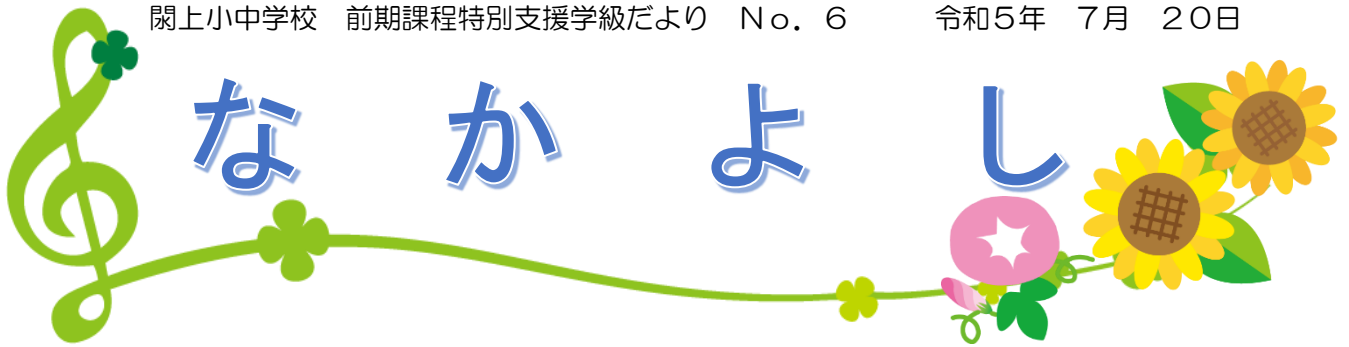 閖上小中学校　前期課程特別支援学級だより　Ｎｏ．６　　　令和５年　７月　２０日
な　か　よ　し